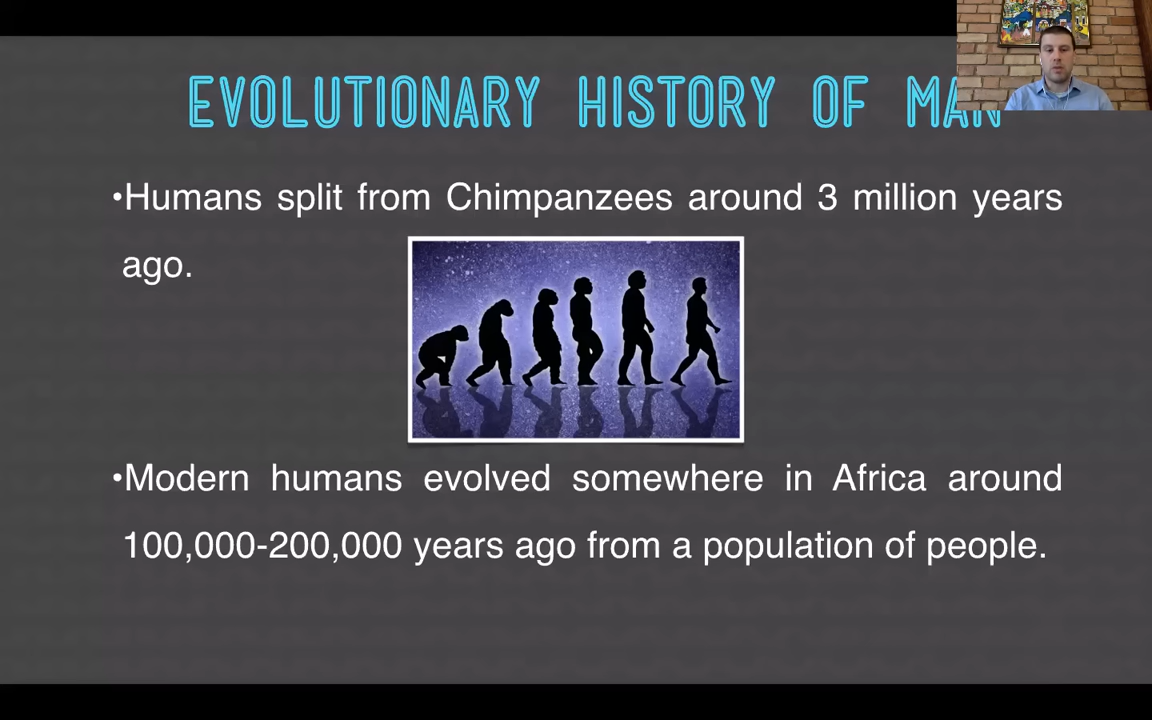 EVOLUTIONARY HISTORY OF MAN
•Humans split from Chimpanzees around 3 million years
ago.
•Modern humans evolved somewhere in Africa around
100,000-200,000 years ago from a population of people.